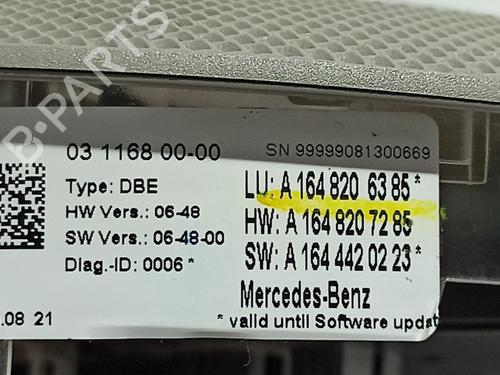 B-PARTS
03 1168 00-00
SN 99999081300669
Type: DBE
LU: A 164 820 63 85 *
HW Vers.: 06-48
HW: A 164 820 72 85
SW Vers.: 06-48-00
SW: A 164 442 02 23 *
Diag.-ID: 0006 *
Mercedes-Benz
.08 21
* valid until Software updat